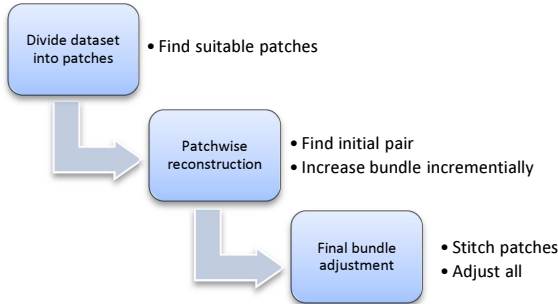 Divide dataset
into patches
• Find suitable patches
Patchwise
reconstruction
• Find initial pair
• Increase bundle incrementially
Final bundle
adjustment
• Stitch patches
• Adjust all